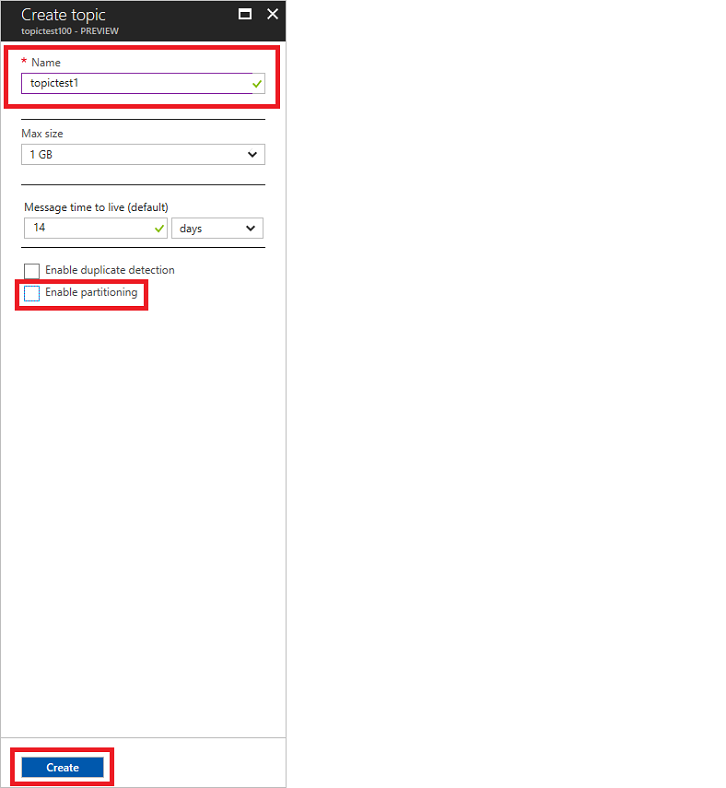 Create topic
topictest100 - PREVIEW
* Name
topictest1
Max size
1 GB
Message time to live (default)
14 days
Enable duplicate detection
Enable partitioning
Create